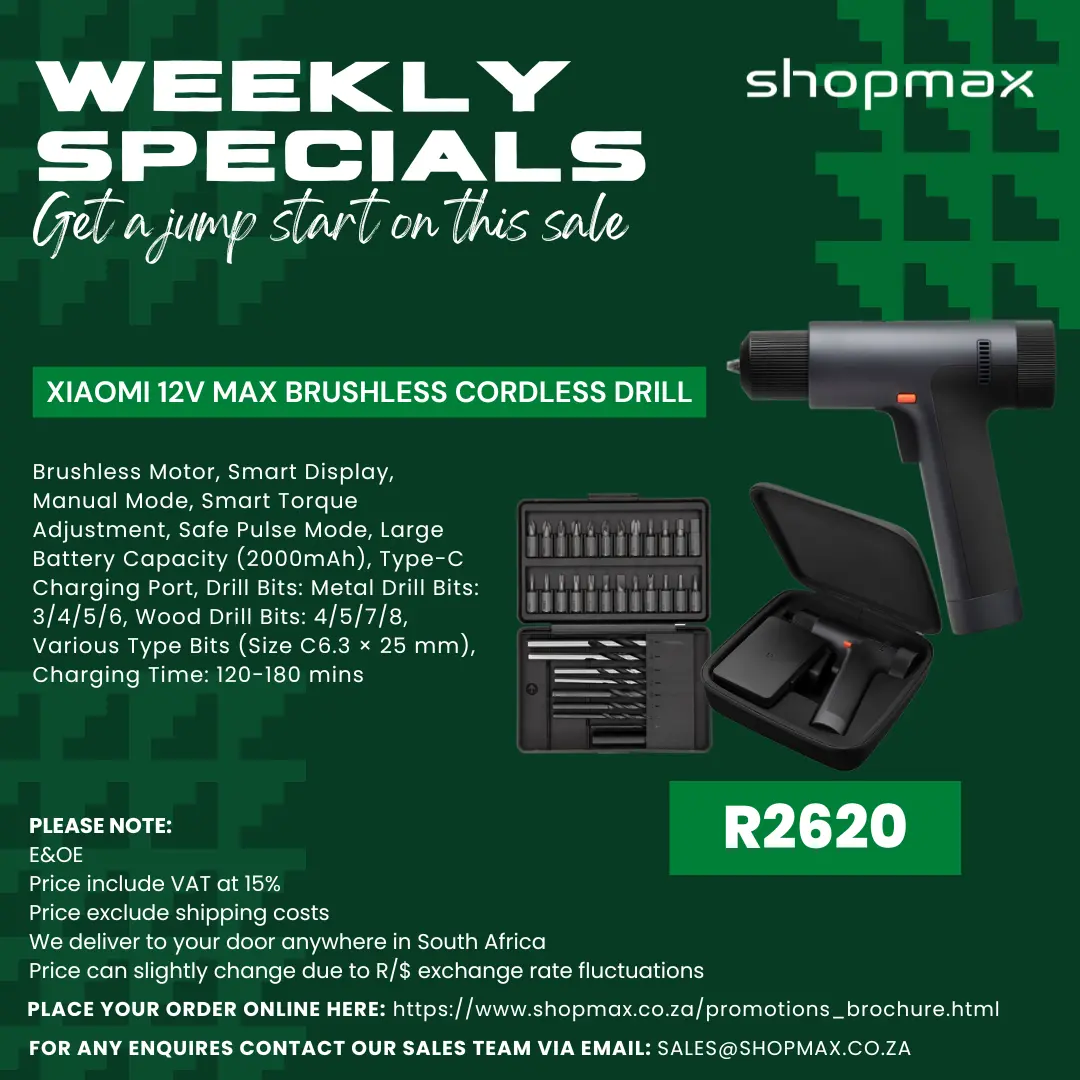 WEEKLY
SPECIALS
Get a jump start on this sale
shopmax
XIAOMI 12V MAX BRUSHLESS CORDLESS DRILL
Brushless Motor, Smart Display,
Manual Mode, Smart Torque
Adjustment, Safe Pulse Mode, Large
Battery Capacity (2000mAh), Type-C
Charging Port, Drill Bits: Metal Drill Bits:
3/4/5/6, Wood Drill Bits: 4/5/7/8,
Various Type Bits (Size C6.3 × 25 mm),
Charging Time: 120-180 mins
R2620
PLEASE NOTE:
E&OE
Price include VAT at 15%
Price exclude shipping costs
We deliver to your door anywhere in South Africa
Price can slightly change due to R/$ exchange rate fluctuations
PLACE YOUR ORDER ONLINE HERE: https://www.shopmax.co.za/promotions_brochure.html
FOR ANY ENQUIRES CONTACT OUR SALES TEAM VIA EMAIL: SALES@SHOPMAX.CO.ZA